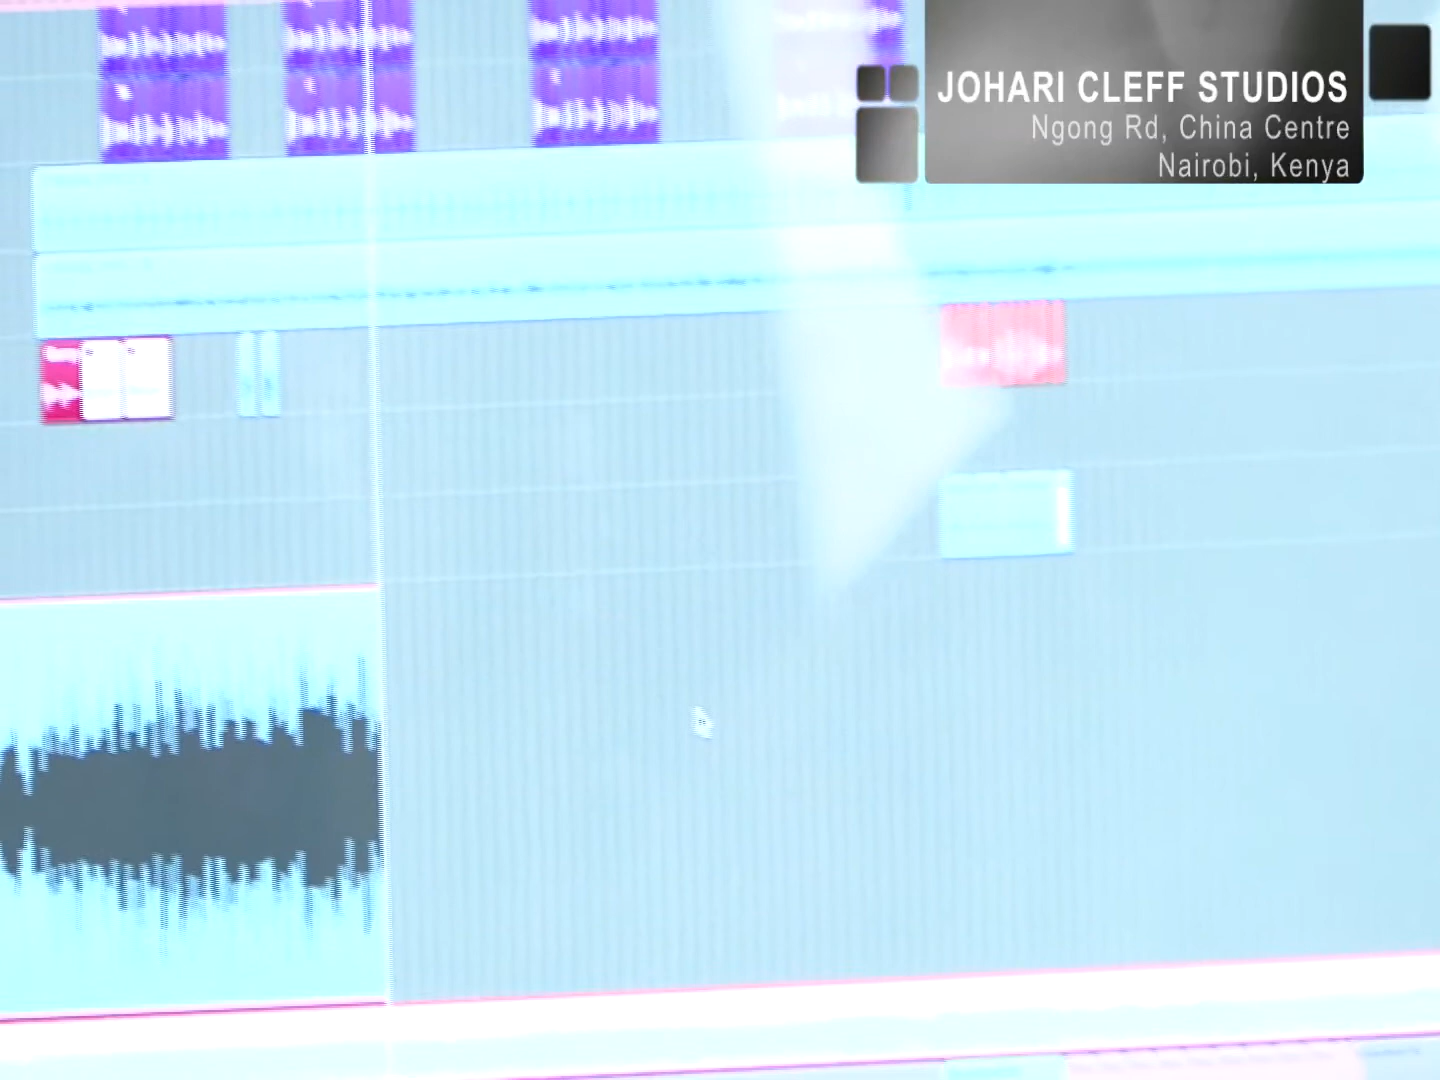 JOHARI CLEFF STUDIOS
Ngong Rd, China Centre
Nairobi, Kenya